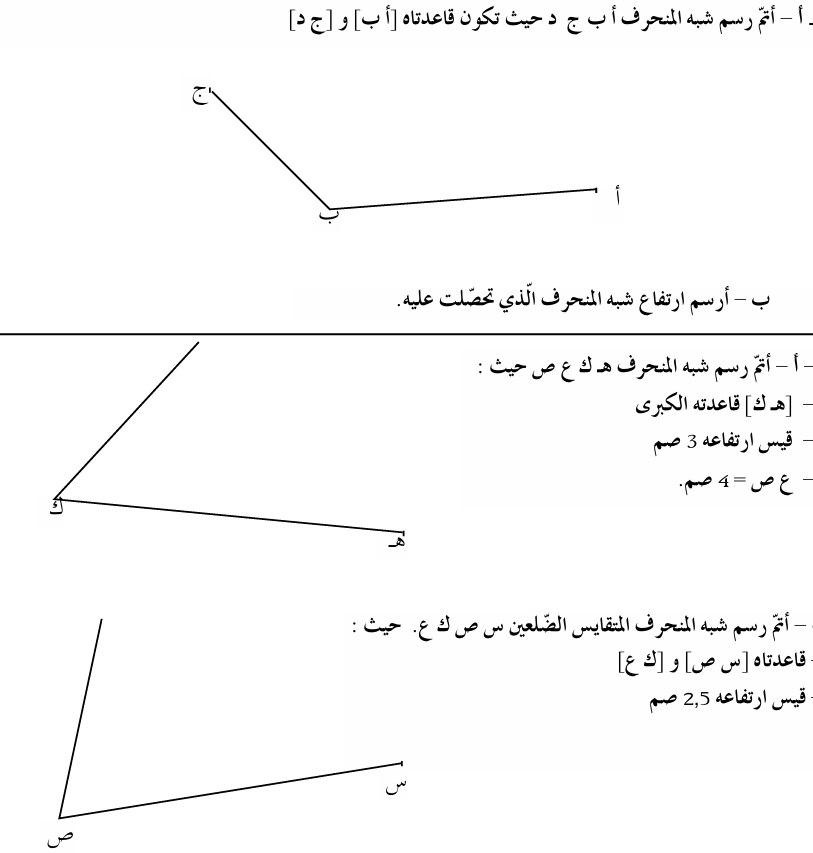 أ – أتمّ رسم شبه المنحرف أ ب ج د حيث تكون قاعدتاه [أ ب] و [ج د]
ج
أ
ب
ب – أرسم ارتفاع شبه المنحرف الّذي تحصّلت عليه.
– أ – أتمّ رسم شبه المنحرف هـ ك ع ص حيث :
– [هـ ك] قاعدته الكبرى
– قيس ارتفاعه 3 صم
– ع ص = 4 صم.
ك
هـ
– أتمّ رسم شبه المنحرف المتقايس الضّلعين س ص ك ع. حيث :
- قاعدتاه [س ص] و [ك ع]
- قيس ارتفاعه 2,5 صم
س
ص